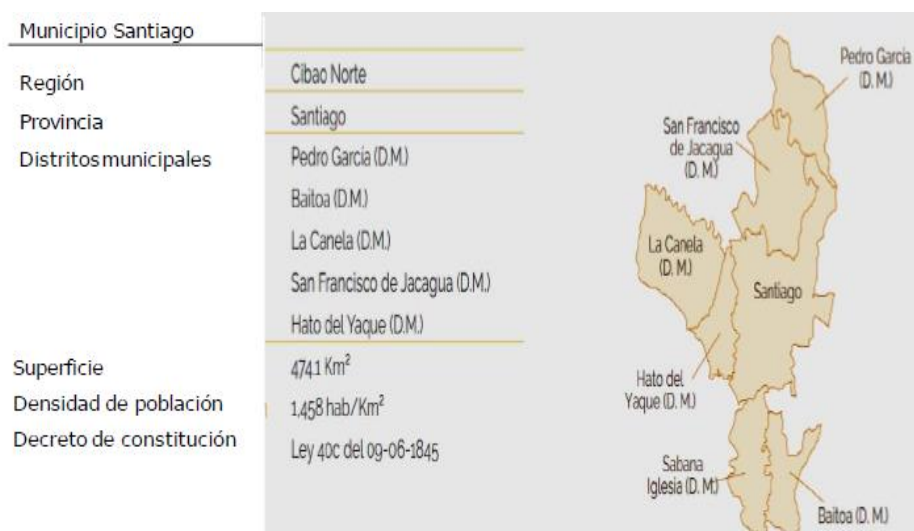 Municipio Santiago
Región
Cibao Norte
Provincia
Santiago
Distritos municipales
Pedro García (D.M.)
Baitoa (D.M.)
La Canela (D.M.)
San Francisco de Jacagua (D.M.)
Hato del Yaque (D.M.)
Superficie
474.1 Km²
Densidad de población
1,458 hab/Km²
Decreto de constitución
Ley 40c del 09-06-1845
Pedro García
(D. M.)
San Francisco
de Jacagua
(D. M.)
La Canela
(D. M.)
Santiago
Hato del
Yaque (D. M.)
Sabana
Iglesia (D. M.)
Baitoa (D. M.)